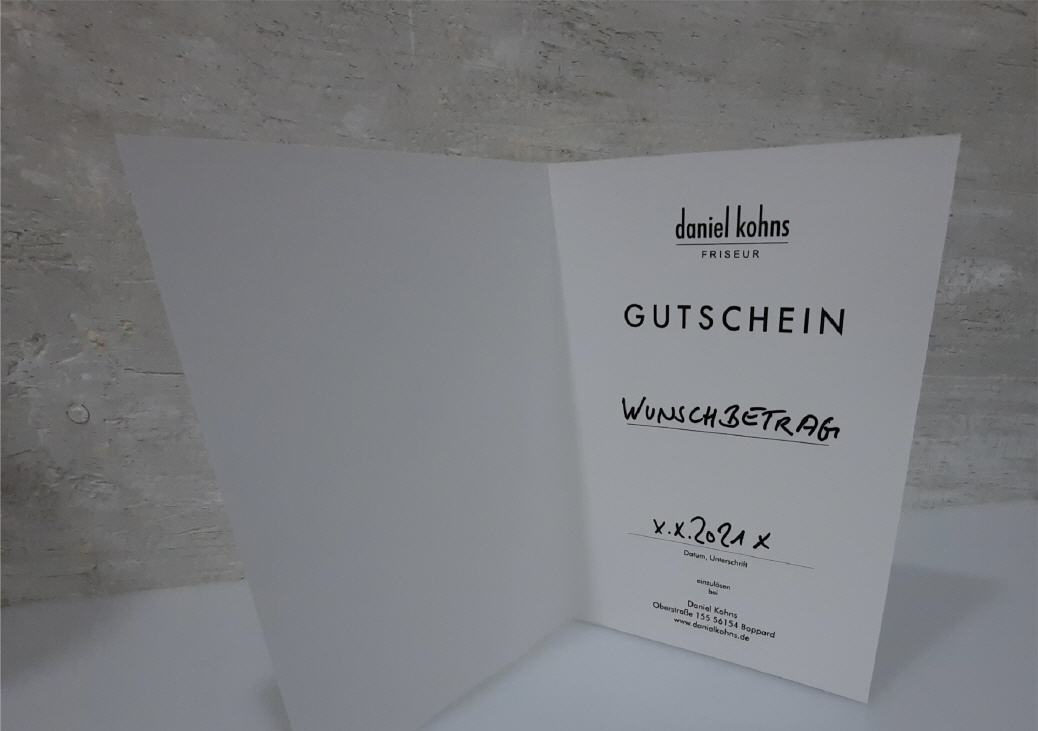 daniel kohns
FRISEUR
GUTSCHEIN
WUNSCHBETRAG
x.x.2021 x
Datum, Unterschrift
einzulösen
bei
Daniel Kohns
Oberstraße 155 56154 Boppard
www.danielkohns.de